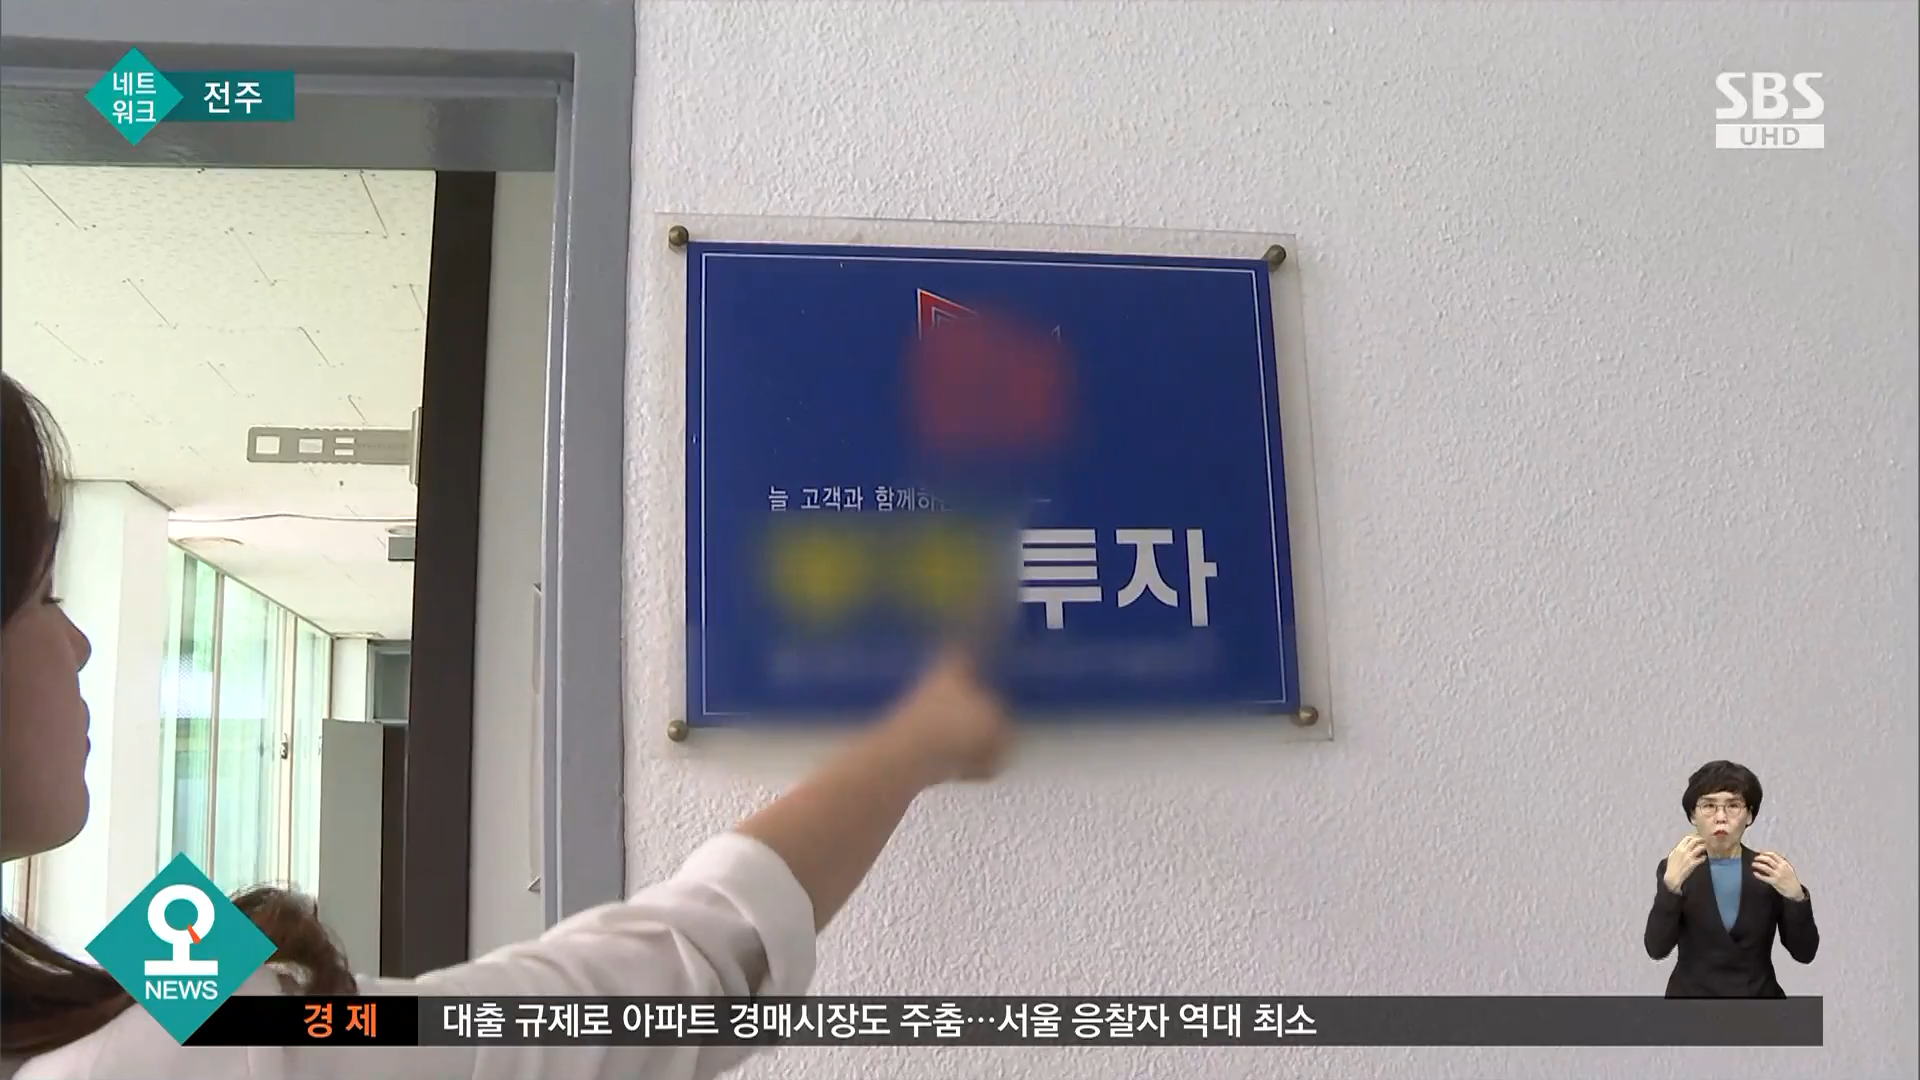 네트
워크
전주
SBS
UHD
늘 고객과 함께하는
투자
오
NEWS
경제
대출 규제로 아파트 경매시장도 주춤…서울 응찰자 역대 최소